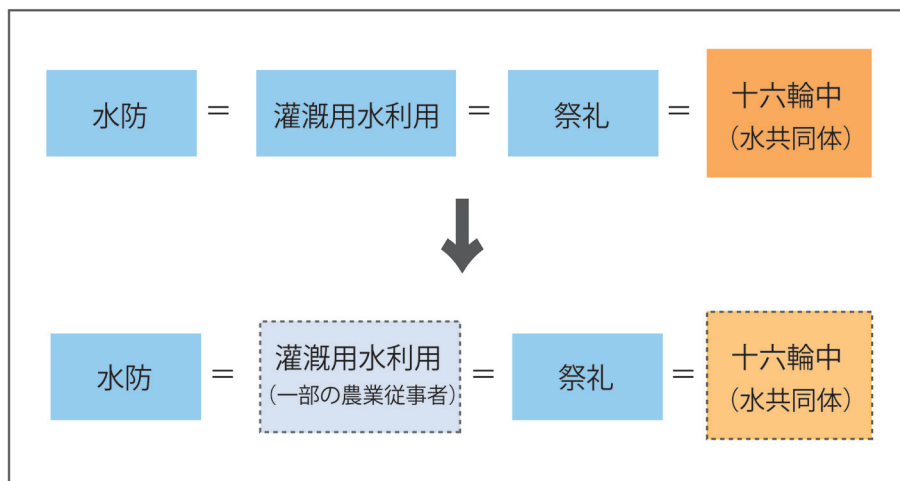 水防 = 灌漑用水利用 = 祭礼 = 十六輪中
(水共同体)
水防 = 灌漑用水利用
(一部の農業従事者)
= 祭礼 = 十六輪中
(水共同体)